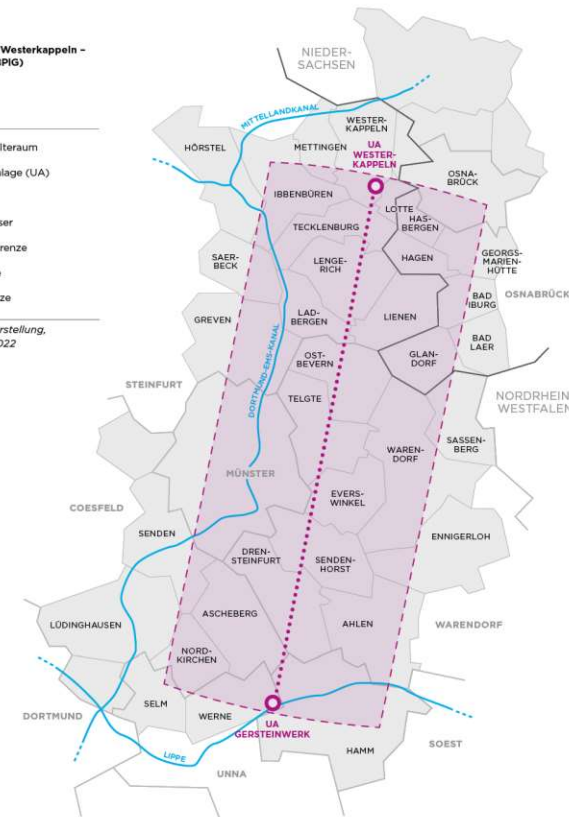 Westerkappeln –
BPlG)
lteraum
lage (UA)
ser
renze
e
ze
rstellung,
022
NIEDER-
SACHSEN
MITTELLANDKANAL
WESTER-
KAPPELN
HÖRSTEL
METTINGEN
UA
WESTER-
KAPPELN
OSNA-
BRÜCK
IBBENBÜREN
LOTTE
HAS-
BERGEN
TECKLENBURG
SAER-
BECK
LENGE-
RICH
HAGEN
GEORGS-
MARIEN-
HÜTTE
BAD
IBURG
OSNABRÜCK
GREVEN
LAD-
BERGEN
LIENEN
BAD
LAER
DORTMUND-EMS-KANAL
OST-
BEVERN
GLAN-
DORF
STEINFURT
TELGTE
NORDRHEIN
WESTFALEN
SASSEN-
BERG
WAREN-
DORF
MÜNSTER
EVERS-
WINKEL
COESFELD
SENDEN
ENNIGERLOH
DREN-
STEINFURT
SENDEN-
HORST
ASCHEBERG
LÜDINGHAUSEN
AHLEN
WARENDORF
NORD-
KIRCHEN
SELM
WERNE
DORTMUND
UA
GERSTEINWERK
SOEST
HAMM
LIPPE
UNNA